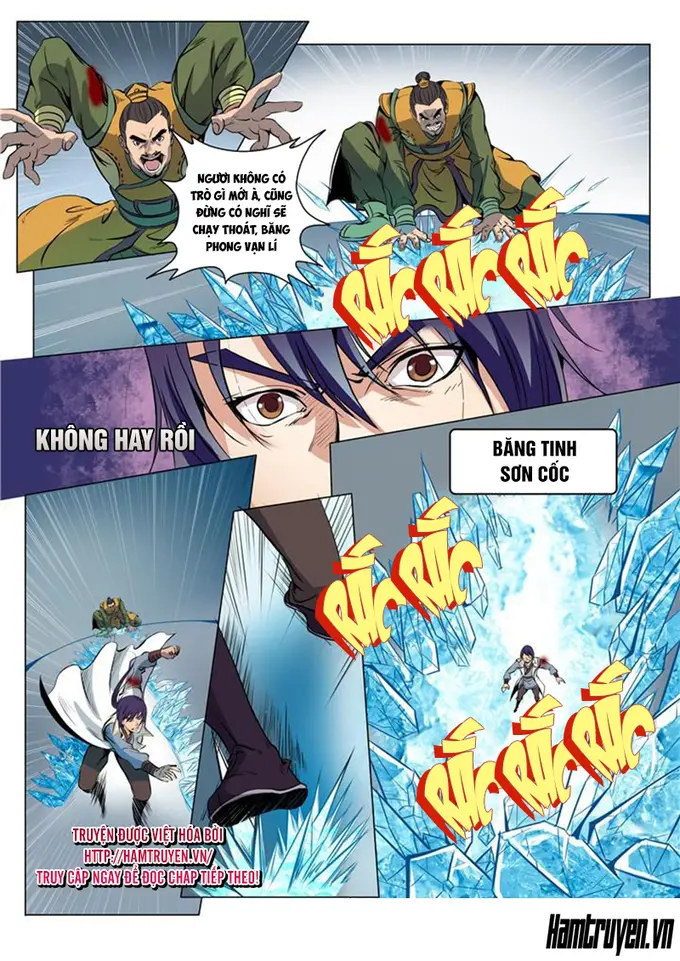 NGƯƠI KHÔNG CÓ
TRÒ GÌ MỚI À, CŨNG
ĐỪNG CÓ NGHĨ SẼ
CHẠY THOÁT, BĂNG
PHONG VẠN LÍ
RẮC RẮC RẮC
KHÔNG HAY RỒI
BĂNG TINH
SƠN CỐC
RẮC RẮC
RẮC RẮC RẮC
TRUYỆN ĐƯỢC VIỆT HÓA BỞI
HTTP://HAMTRUYEN.VN/
TRUY CẬP NGAY ĐỂ ĐỌC CHAP TIẾP THEO!
Hamtruyen.vn